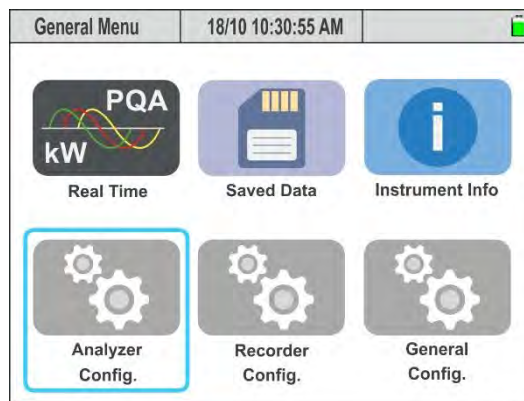 General Menu 18/10 10:30:55 AM
PQA
kW
i
Real Time Saved Data Instrument Info
Analyzer Recorder General
Config. Config. Config.